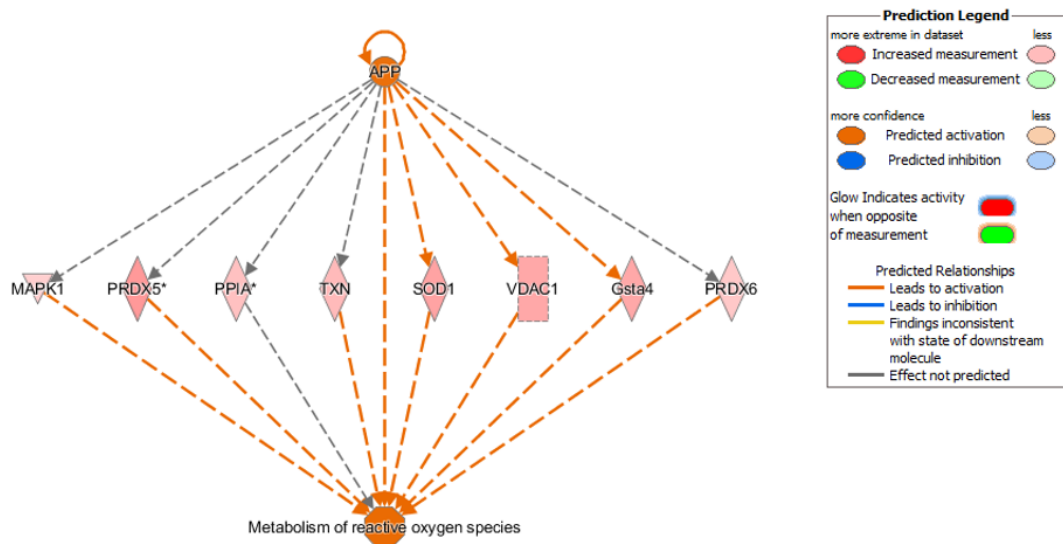 APP
MAPK1
PRDX5*
PPIA*
TXN
SOD1
VDAC1
Gsta4
PRDX6
Metabolism of reactive oxygen species
Prediction Legend
more extreme in dataset
less
Increased measurement
Decreased measurement
more confidence
less
Predicted activation
Predicted inhibition
Glow Indicates activity
when opposite
of measurement
Predicted Relationships
Leads to activation
Leads to inhibition
Findings inconsistent
with state of downstream
molecule
Effect not predicted